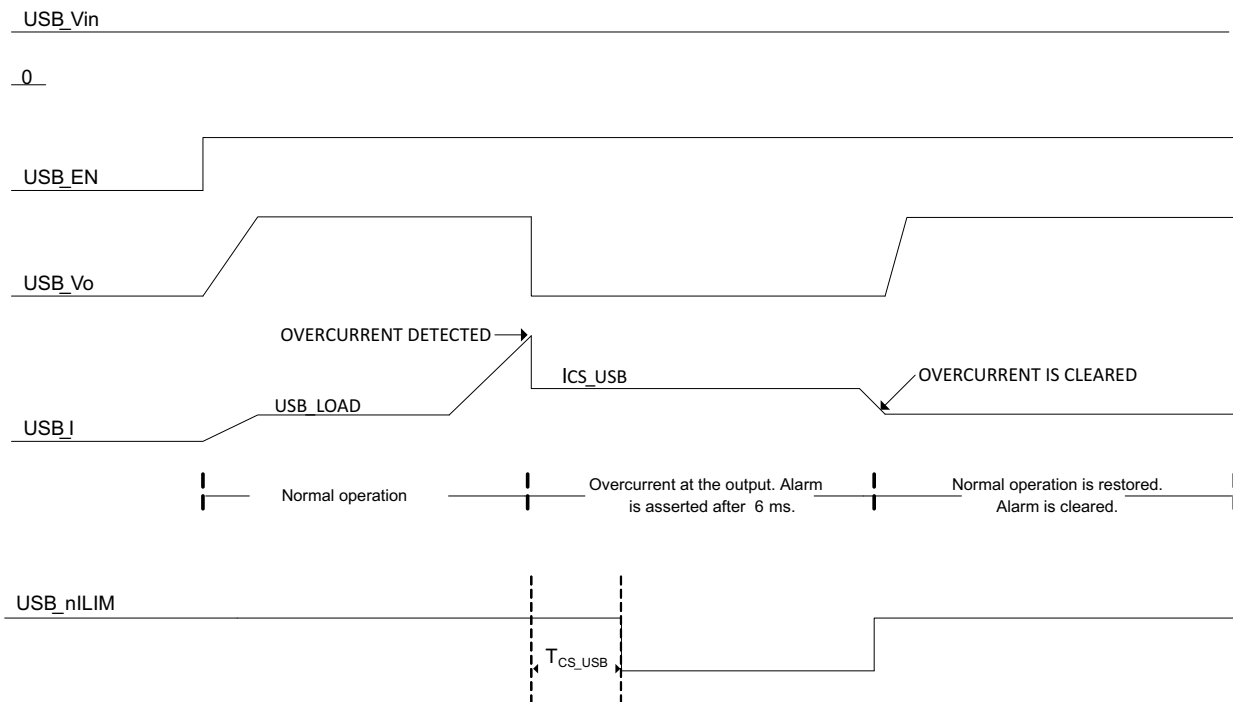 USB_Vin
0
USB_EN
USB_Vo
OVERCURRENT DETECTED
ICS_USB
OVERCURRENT IS CLEARED
USB_LOAD
USB_I
Normal operation
Overcurrent at the output. Alarm
is asserted after 6 ms.
Normal operation is restored.
Alarm is cleared.
USB_nILIM
TCS_USB